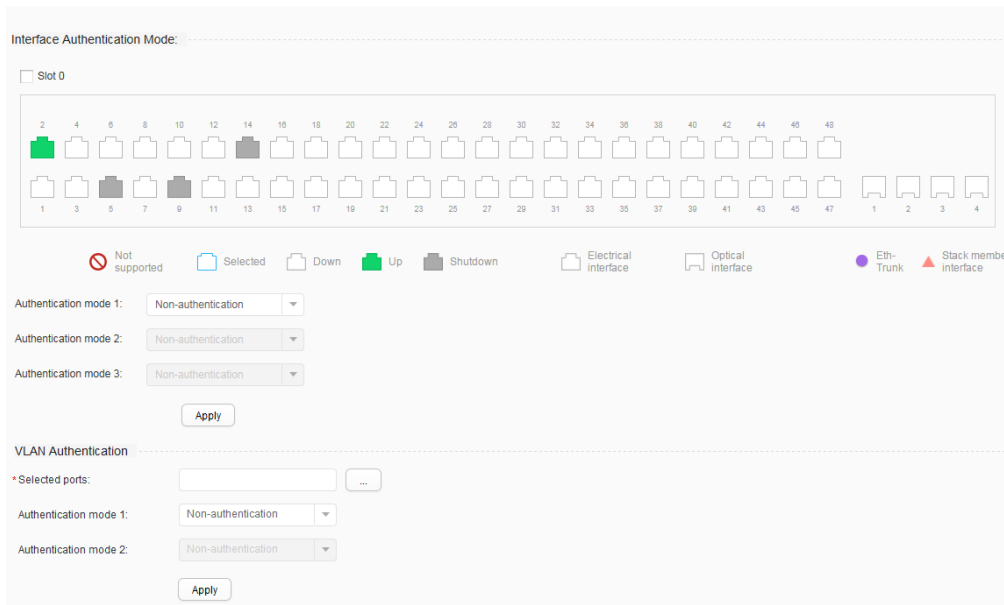 Interface Authentication Mode:
Slot 0
2 4 6 8 10 12 14 16 18 20 22 24 26 28 30 32 34 36 38 40 42 44 46 48
1 3 5 7 9 11 13 15 17 19 21 23 25 27 29 31 33 35 37 39 41 43 45 47 1 2 3 4
Not supported Selected Down Up Shutdown Electrical interface Optical interface Eth-Trunk Stack membe interface
Authentication mode 1: Non-authentication
Authentication mode 2: Non-authentication
Authentication mode 3: Non-authentication
Apply
VLAN Authentication
* Selected ports: ...
Authentication mode 1: Non-authentication
Authentication mode 2: Non-authentication
Apply